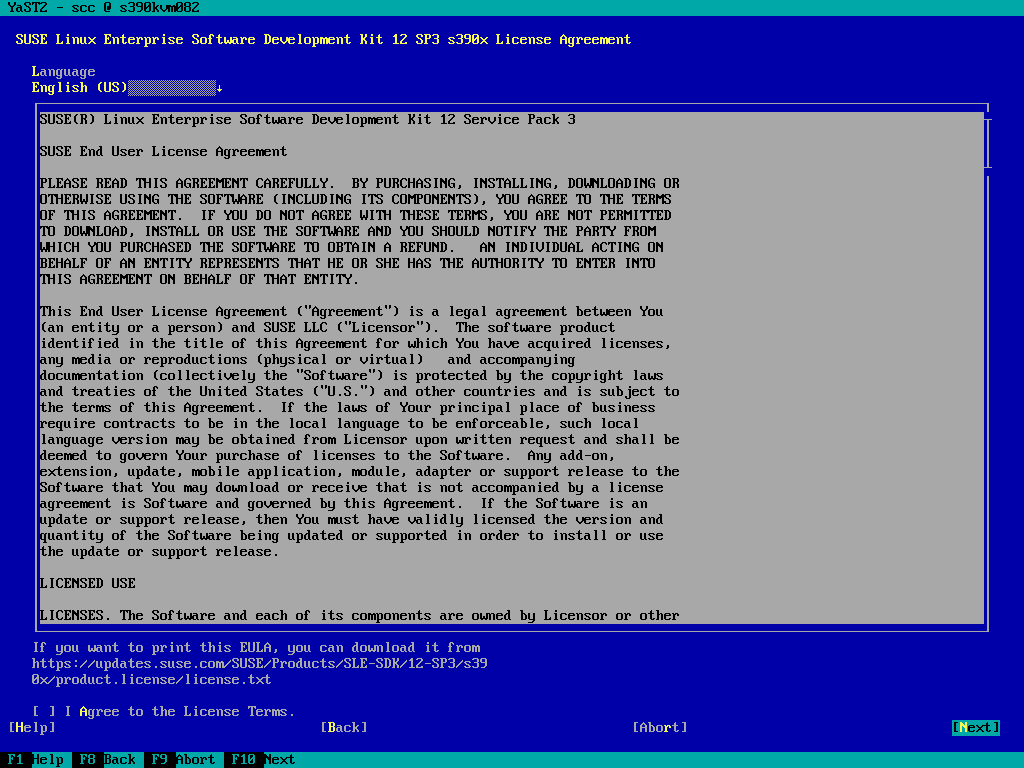 YaST2 - scc @ s390kvm082
SUSE Linux Enterprise Software Development Kit 12 SP3 s390x License Agreement
Language
English (US)
SUSE(R) Linux Enterprise Software Development Kit 12 Service Pack 3
SUSE End User License Agreement
PLEASE READ THIS AGREEMENT CAREFULLY.  BY PURCHASING, INSTALLING, DOWNLOADING OR
OTHERWISE USING THE SOFTWARE (INCLUDING ITS COMPONENTS), YOU AGREE TO THE TERMS
OF THIS AGREEMENT.  IF YOU DO NOT AGREE WITH THESE TERMS, YOU ARE NOT PERMITTED
TO DOWNLOAD, INSTALL OR USE THE SOFTWARE AND YOU SHOULD NOTIFY THE PARTY FROM
WHICH YOU PURCHASED THE SOFTWARE TO OBTAIN A REFUND.   AN INDIVIDUAL ACTING ON
BEHALF OF AN ENTITY REPRESENTS THAT HE OR SHE HAS THE AUTHORITY TO ENTER INTO
THIS AGREEMENT ON BEHALF OF THAT ENTITY.
This End User License Agreement ("Agreement") is a legal agreement between You
(an entity or a person) and SUSE LLC ("Licensor").  The software product
identified in the title of this Agreement for which You have acquired licenses,
any media or reproductions (physical or virtual)   and accompanying
documentation (collectively the "Software") is protected by the copyright laws
and treaties of the United States ("U.S.") and other countries and is subject to
the terms of this Agreement.  If the laws of Your principal place of business
require contracts to be in the local language to be enforceable, such local
language version may be obtained from Licensor upon written request and shall be
deemed to govern Your purchase of licenses to the Software.  Any add-on,
extension, update, mobile application, module, adapter or support release to the
Software that You may download or receive that is not accompanied by a license
agreement is Software and governed by this Agreement.  If the Software is an
update or support release, then You must have validly licensed the version and
quantity of the Software being updated or supported in order to install or use
the update or support release.
LICENSED USE
LICENSES. The Software and each of its components are owned by Licensor or other
If you want to print this EULA, you can download it from
https://updates.suse.com/SUSE/Products/SLE-SDK/12-SP3/s39
0x/product.license/license.txt
[ ] I Agree to the License Terms.
[Help] [Back] [Abort] [Next]
F1 Help F8 Back F9 Abort F10 Next